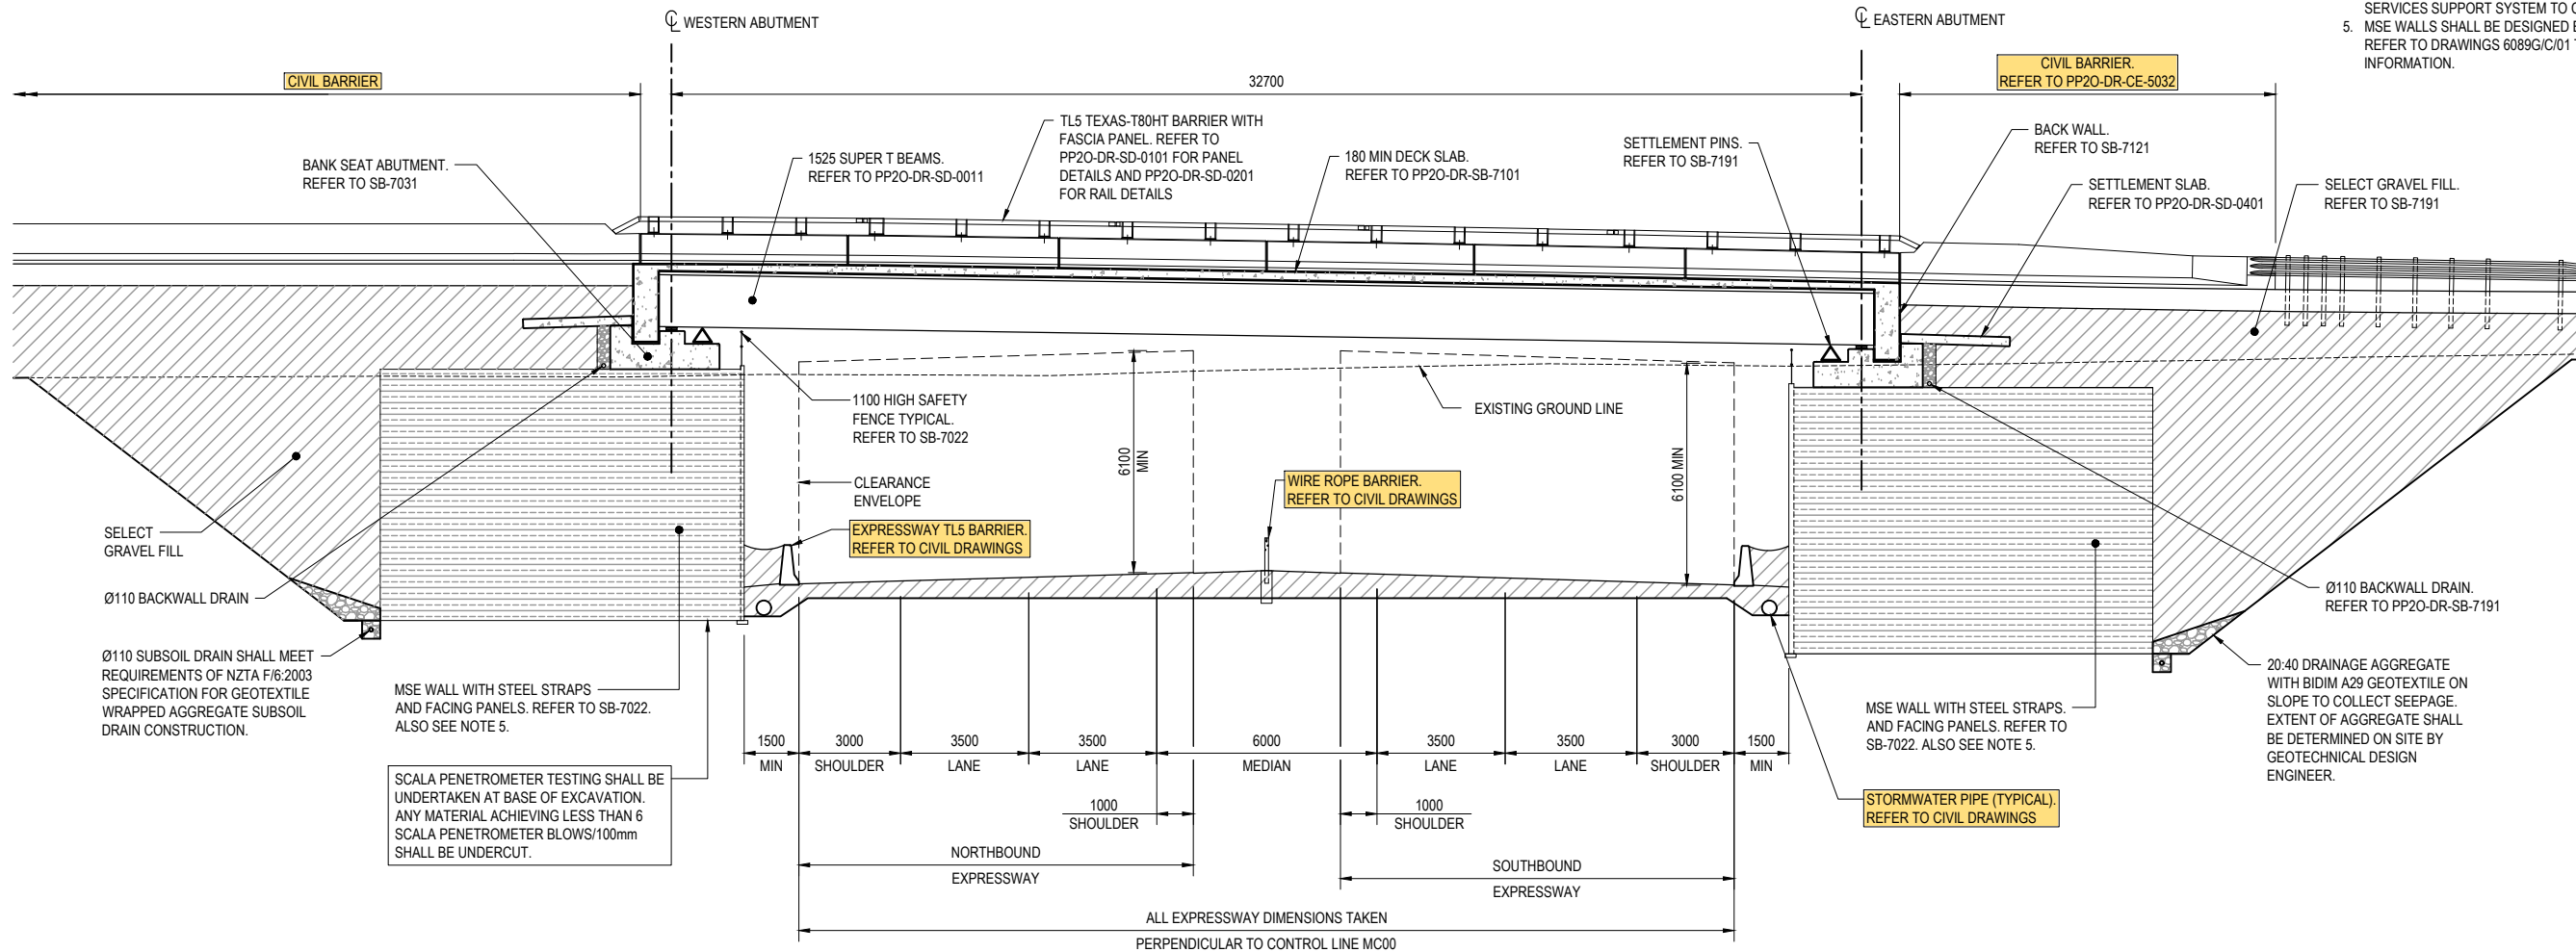 ℄ WESTERN ABUTMENT
℄ EASTERN ABUTMENT
SERVICES SUPPORT SYSTEM TO
5. MSE WALLS SHALL BE DESIGNED
REFER TO DRAWINGS 6089G/C/01
INFORMATION.
CIVIL BARRIER
32700
CIVIL BARRIER.
REFER TO PP2O-DR-CE-5032
BANK SEAT ABUTMENT.
REFER TO SB-7031
1525 SUPER T BEAMS.
REFER TO PP2O-DR-SD-0011
TL5 TEXAS-T80HT BARRIER WITH
FASCIA PANEL. REFER TO
PP2O-DR-SD-0101 FOR PANEL
DETAILS AND PP2O-DR-SD-0201
FOR RAIL DETAILS
180 MIN DECK SLAB.
REFER TO PP2O-DR-SB-7101
SETTLEMENT PINS.
REFER TO SB-7191
BACK WALL.
REFER TO SB-7121
SETTLEMENT SLAB.
REFER TO PP2O-DR-SD-0401
SELECT GRAVEL FILL.
REFER TO SB-7191
1100 HIGH SAFETY
FENCE TYPICAL.
REFER TO SB-7022
EXISTING GROUND LINE
6100
MIN
6100 MIN
CLEARANCE
ENVELOPE
WIRE ROPE BARRIER.
REFER TO CIVIL DRAWINGS
EXPRESSWAY TL5 BARRIER.
REFER TO CIVIL DRAWINGS
SELECT
GRAVEL FILL
Ø110 BACKWALL DRAIN
Ø110 BACKWALL DRAIN.
REFER TO PP2O-DR-SB-7191
Ø110 SUBSOIL DRAIN SHALL MEET
REQUIREMENTS OF NZTA F/6:2003
SPECIFICATION FOR GEOTEXTILE
WRAPPED AGGREGATE SUBSOIL
DRAIN CONSTRUCTION.
MSE WALL WITH STEEL STRAPS
AND FACING PANELS. REFER TO SB-7022.
ALSO SEE NOTE 5.
MSE WALL WITH STEEL STRAPS.
AND FACING PANELS. REFER TO
SB-7022. ALSO SEE NOTE 5.
20:40 DRAINAGE AGGREGATE
WITH BIDIM A29 GEOTEXTILE ON
SLOPE TO COLLECT SEEPAGE.
EXTENT OF AGGREGATE SHALL
BE DETERMINED ON SITE BY
GEOTECHNICAL DESIGN
ENGINEER.
1500 3000 3500 3500 6000 3500 3500 3000 1500
MIN SHOULDER LANE LANE MEDIAN LANE LANE SHOULDER MIN
SCALA PENETROMETER TESTING SHALL BE
UNDERTAKEN AT BASE OF EXCAVATION.
ANY MATERIAL ACHIEVING LESS THAN 6
SCALA PENETROMETER BLOWS/100mm
SHALL BE UNDERCUT.
1000
SHOULDER
1000
SHOULDER
STORMWATER PIPE (TYPICAL).
REFER TO CIVIL DRAWINGS
NORTHBOUND
EXPRESSWAY
SOUTHBOUND
EXPRESSWAY
ALL EXPRESSWAY DIMENSIONS TAKEN
PERPENDICULAR TO CONTROL LINE MC00